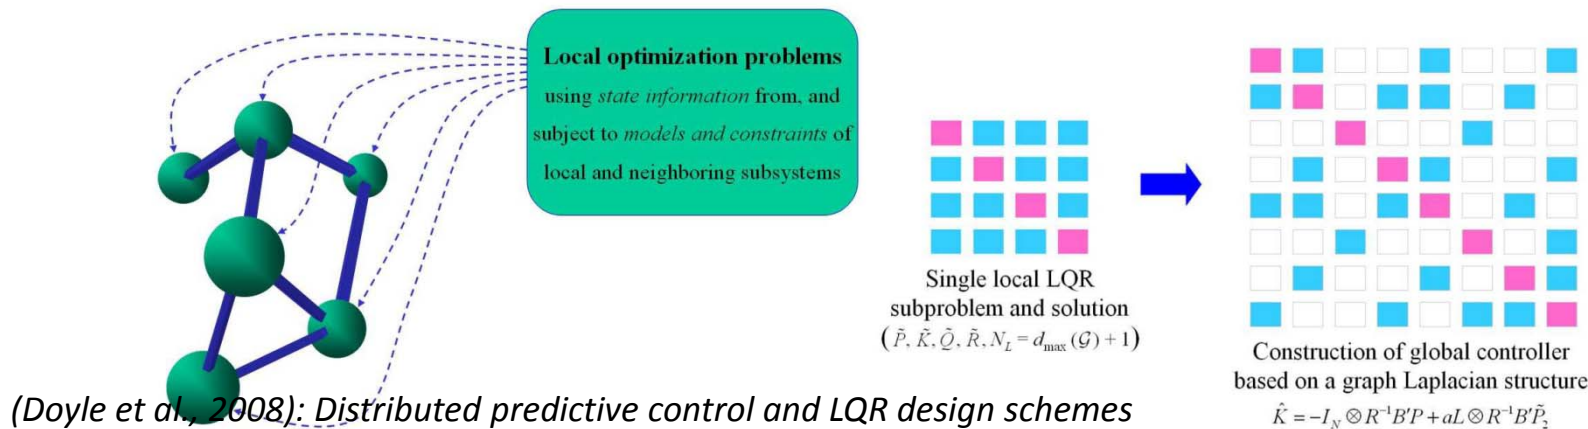 Local optimization problems
using state information from, and
subject to models and constraints of
local and neighboring subsystems
Single local LQR
subproblem and solution
(P̃, K̃, Q̃, R̃, N_L = d_max(𝒢) + 1)
Construction of global controller
based on a graph Laplacian structure
K̂ = −I_N ⊗ R⁻¹B′P + aL ⊗ R⁻¹B′P̃₂
(Doyle et al., 2008): Distributed predictive control and LQR design schemes